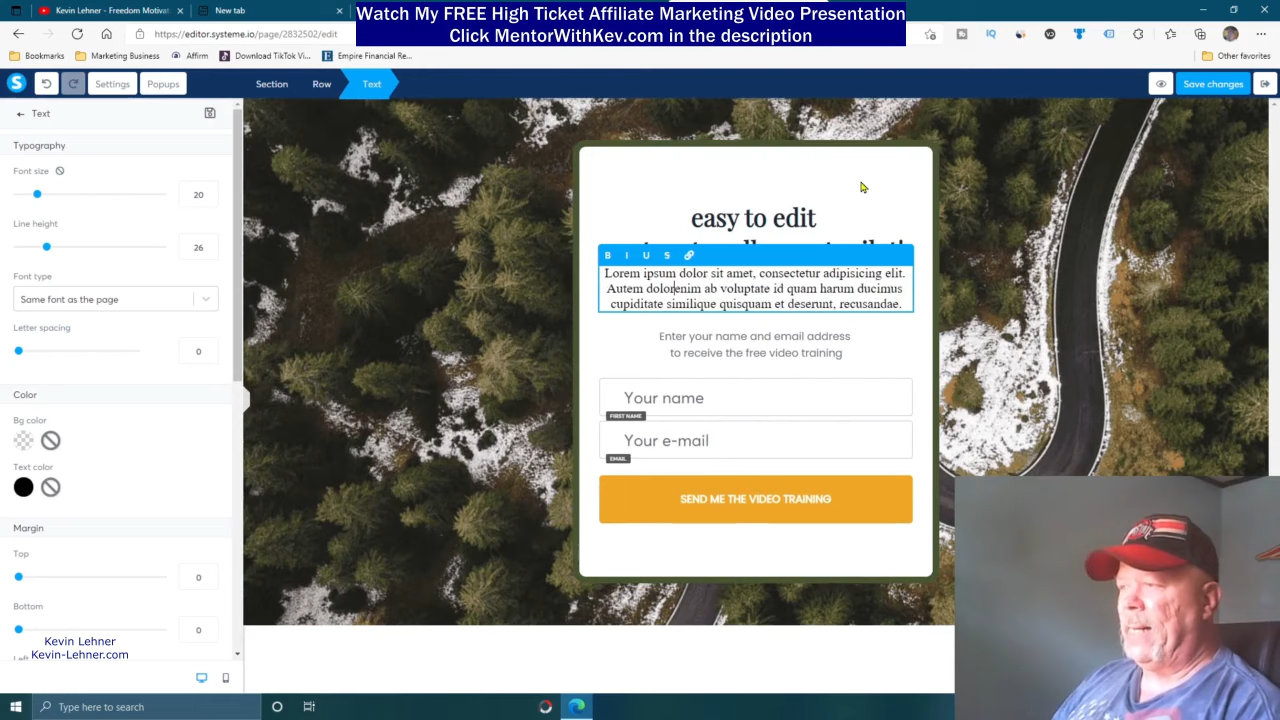 Watch My FREE High Ticket Affiliate Marketing Video Presentation
Click MentorWithKev.com in the description
Kevin Lehner - Freedom Motivat
New tab
https://editor.systeme.io/page/2832502/edit
Bookmarks
Marketing Business
Affirm
Download TikTok Vi...
Empire Financial Re...
Other favorites
Settings
Popups
Section
Row
Text
Save changes
Text
Typography
Font size
20
Line height
26
Font type
Same font as the page
Letter spacing
0
Color
Bg color
Text color
Margin
Top
0
Bottom
0
Kevin Lehner
Kevin-Lehner.com
easy to edit
B I U S
Lorem ipsum dolor sit amet, consectetur adipisicing elit.
Autem dolorenim ab voluptate id quam harum ducimus
cupiditate similique quisquam et deserunt, recusandae.
Enter your name and email address
to receive the free video training
Your name
FIRST NAME
Your e-mail
EMAIL
SEND ME THE VIDEO TRAINING
Type here to search